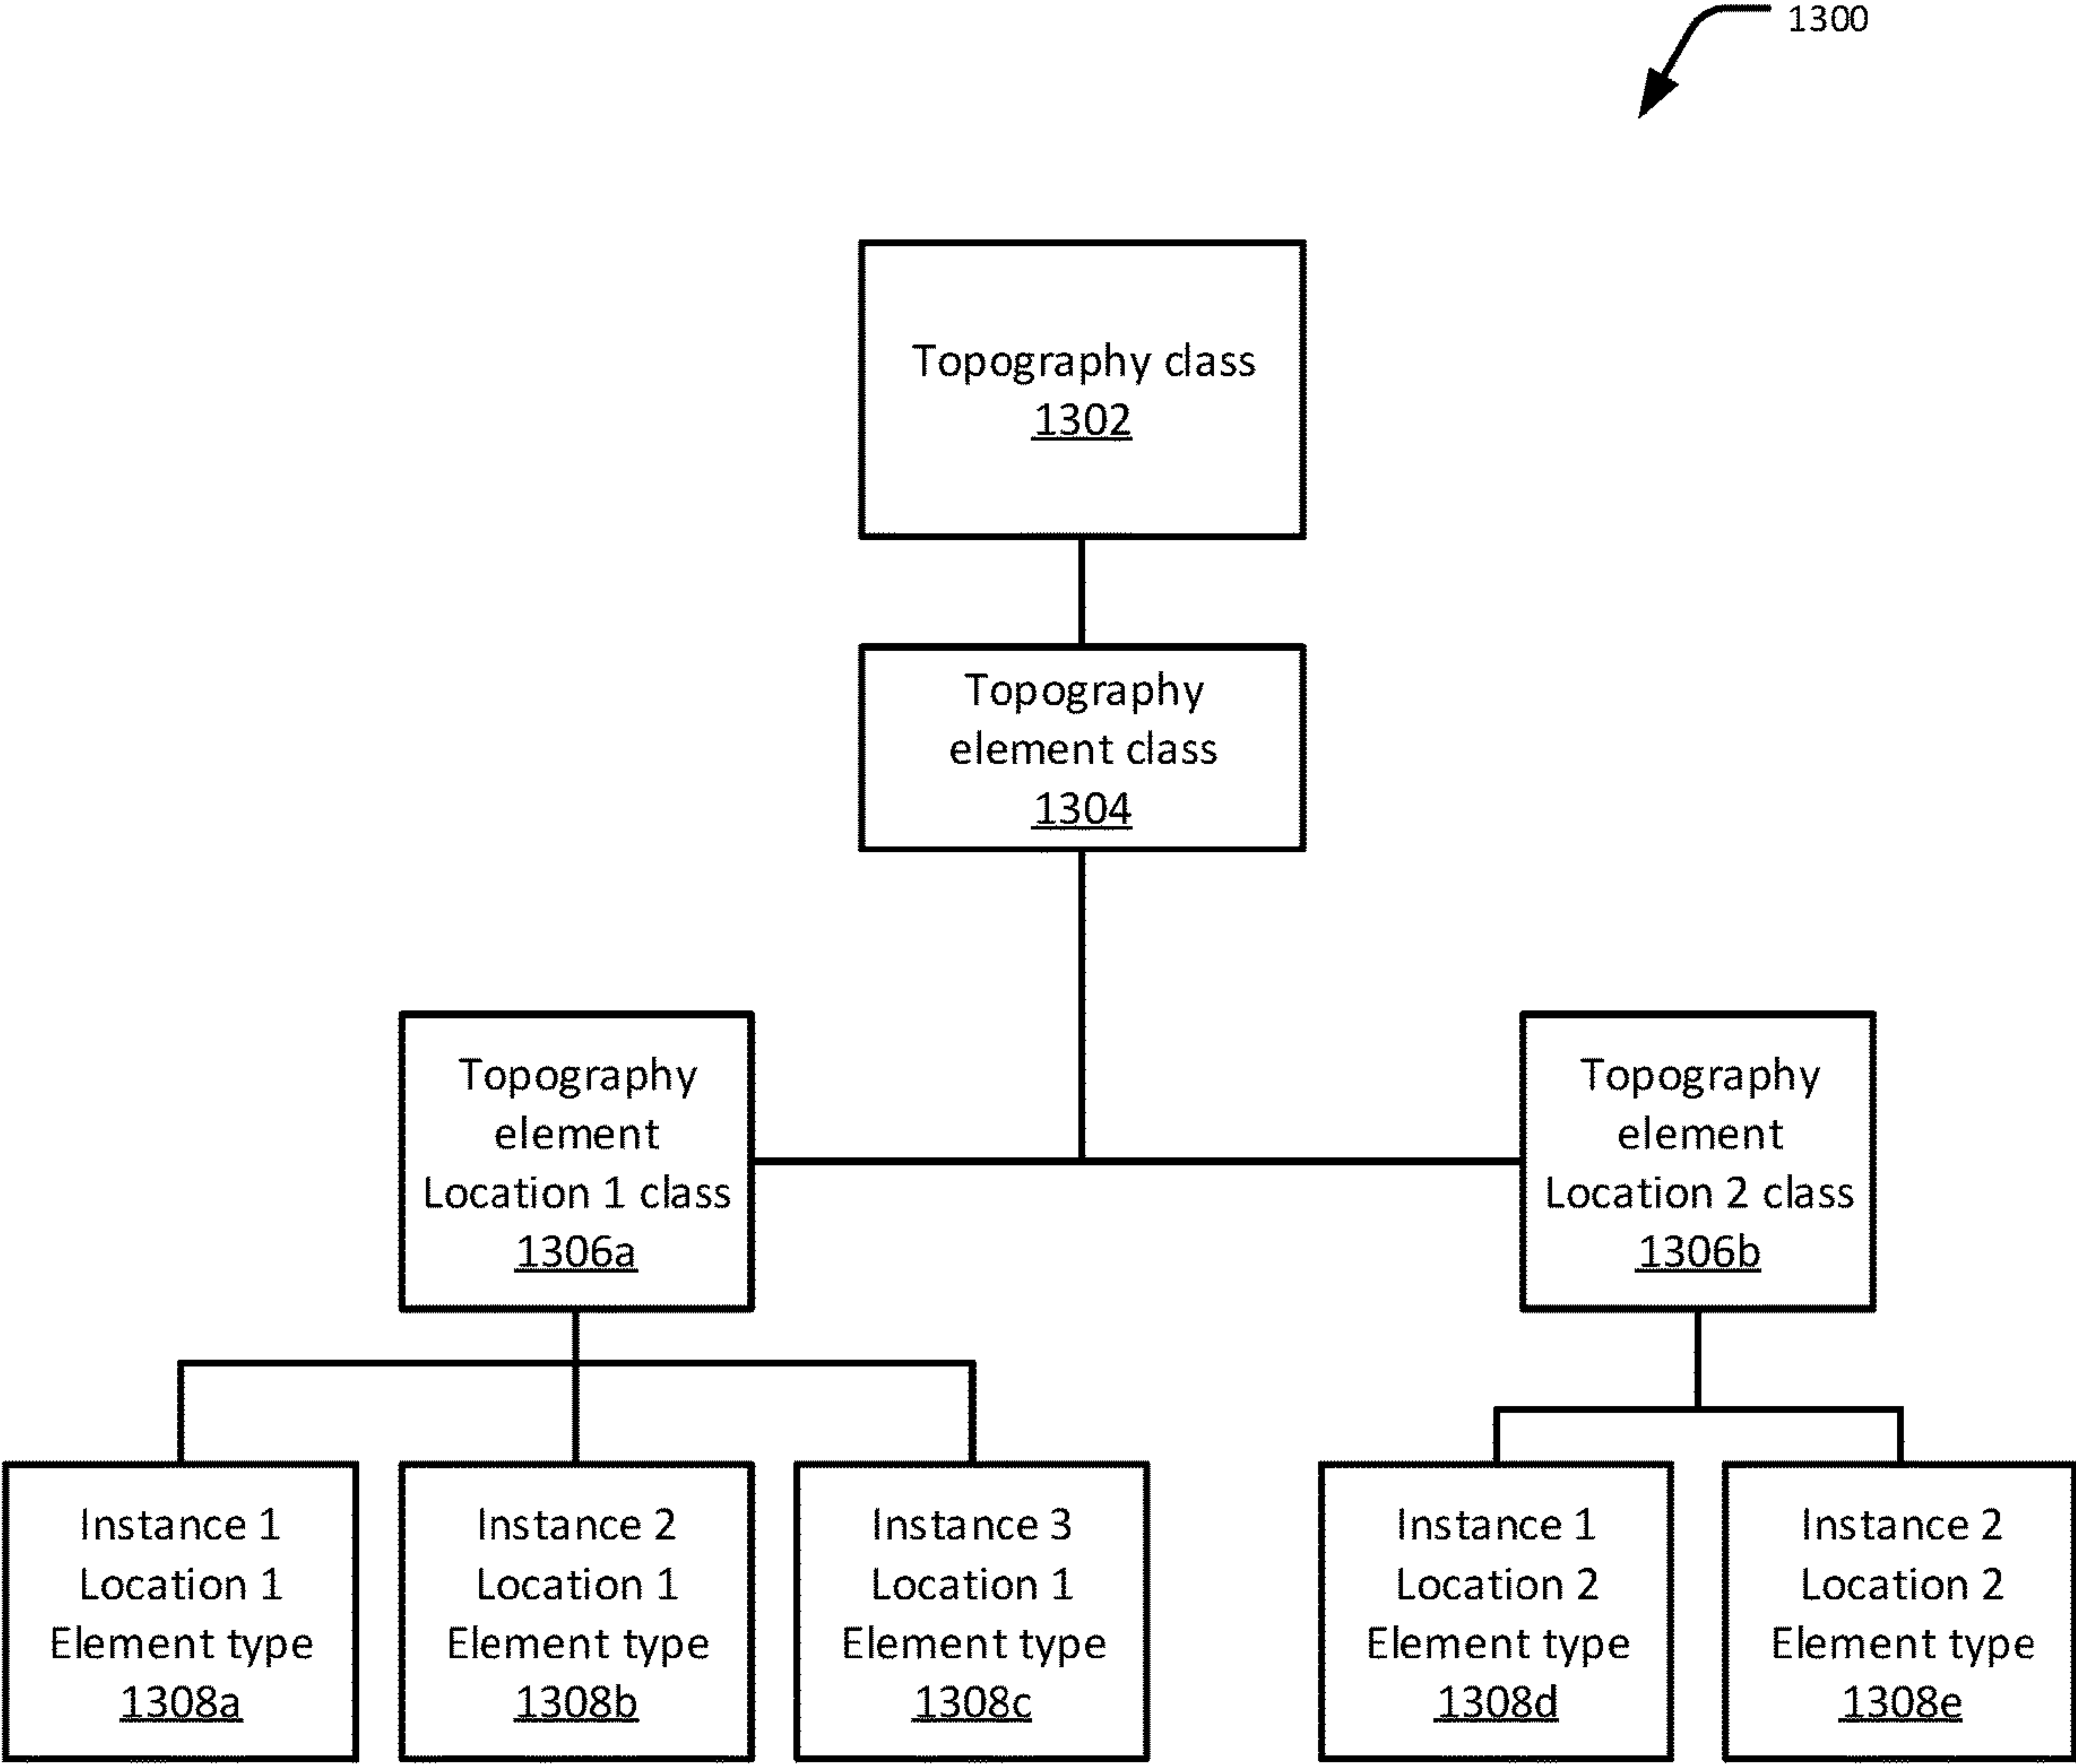 1300
Topography class
1302
Topography
element class
1304
Topography
element
Location 1 class
1306a
Topography
element
Location 2 class
1306b
Instance 1
Location 1
Element type
1308a
Instance 2
Location 1
Element type
1308b
Instance 3
Location 1
Element type
1308c
Instance 1
Location 2
Element type
1308d
Instance 2
Location 2
Element type
1308e